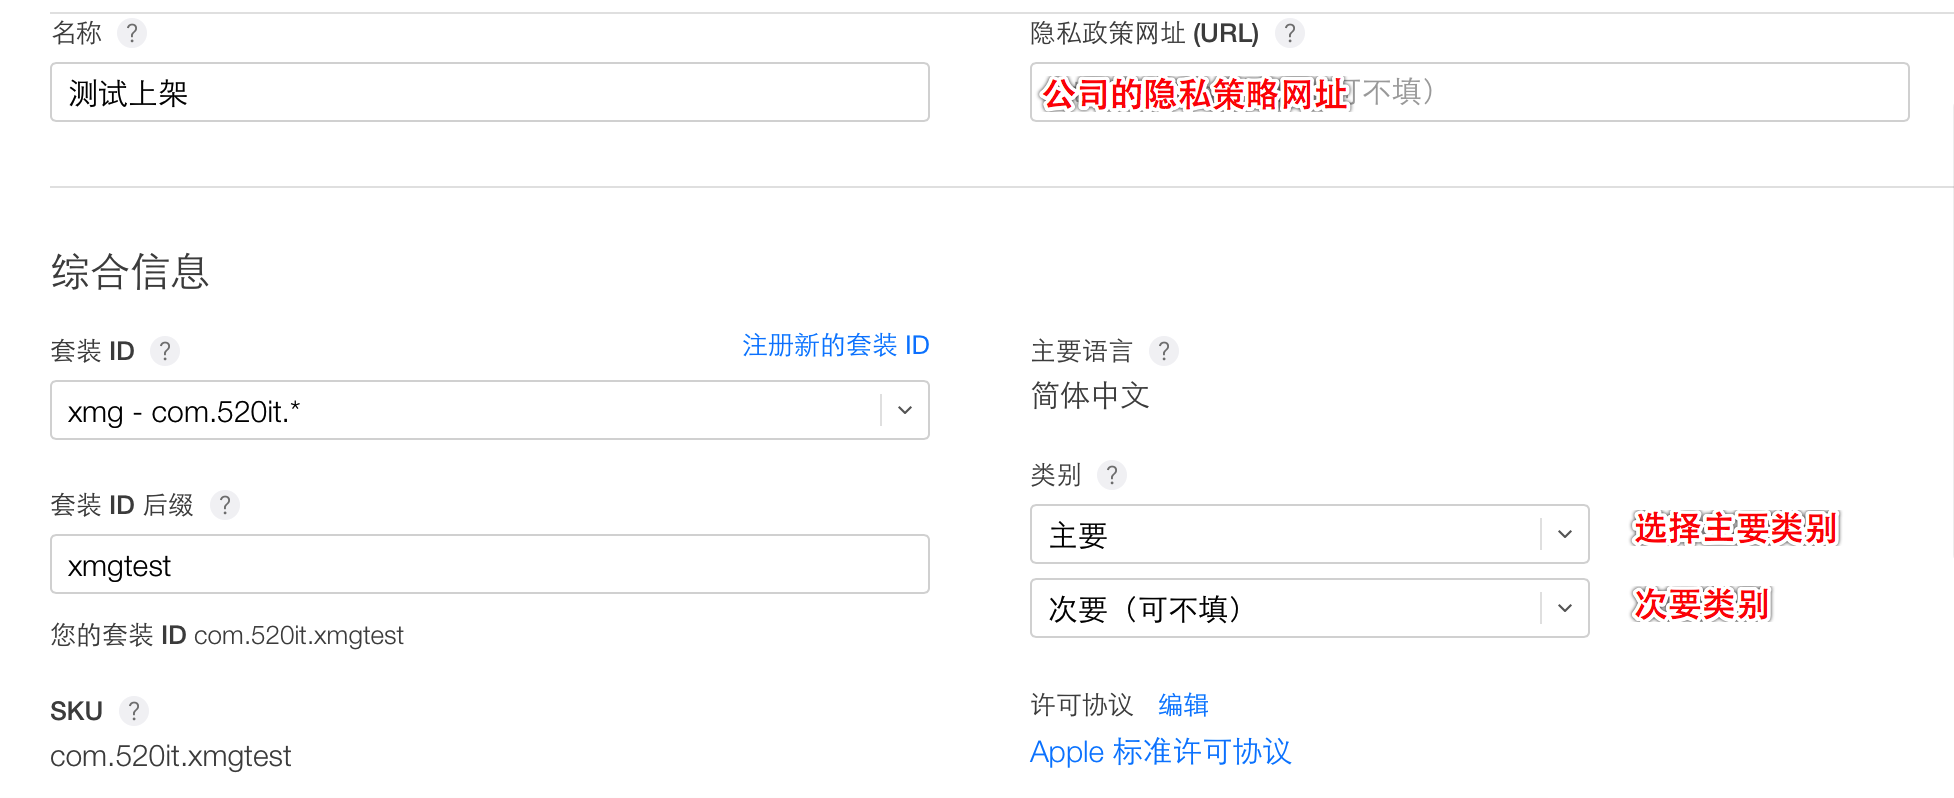 名称 ?
隐私政策网址 (URL) ?
测试上架
公司的隐私策略网址
可不填）
综合信息
套装 ID ?
注册新的套装 ID
xmg - com.520it.*
套装 ID 后缀 ?
xmgtest
您的套装 ID com.520it.xmgtest
SKU ?
com.520it.xmgtest
主要语言 ?
简体中文
类别 ?
主要
选择主要类别
次要（可不填）
次要类别
许可协议 编辑
Apple 标准许可协议